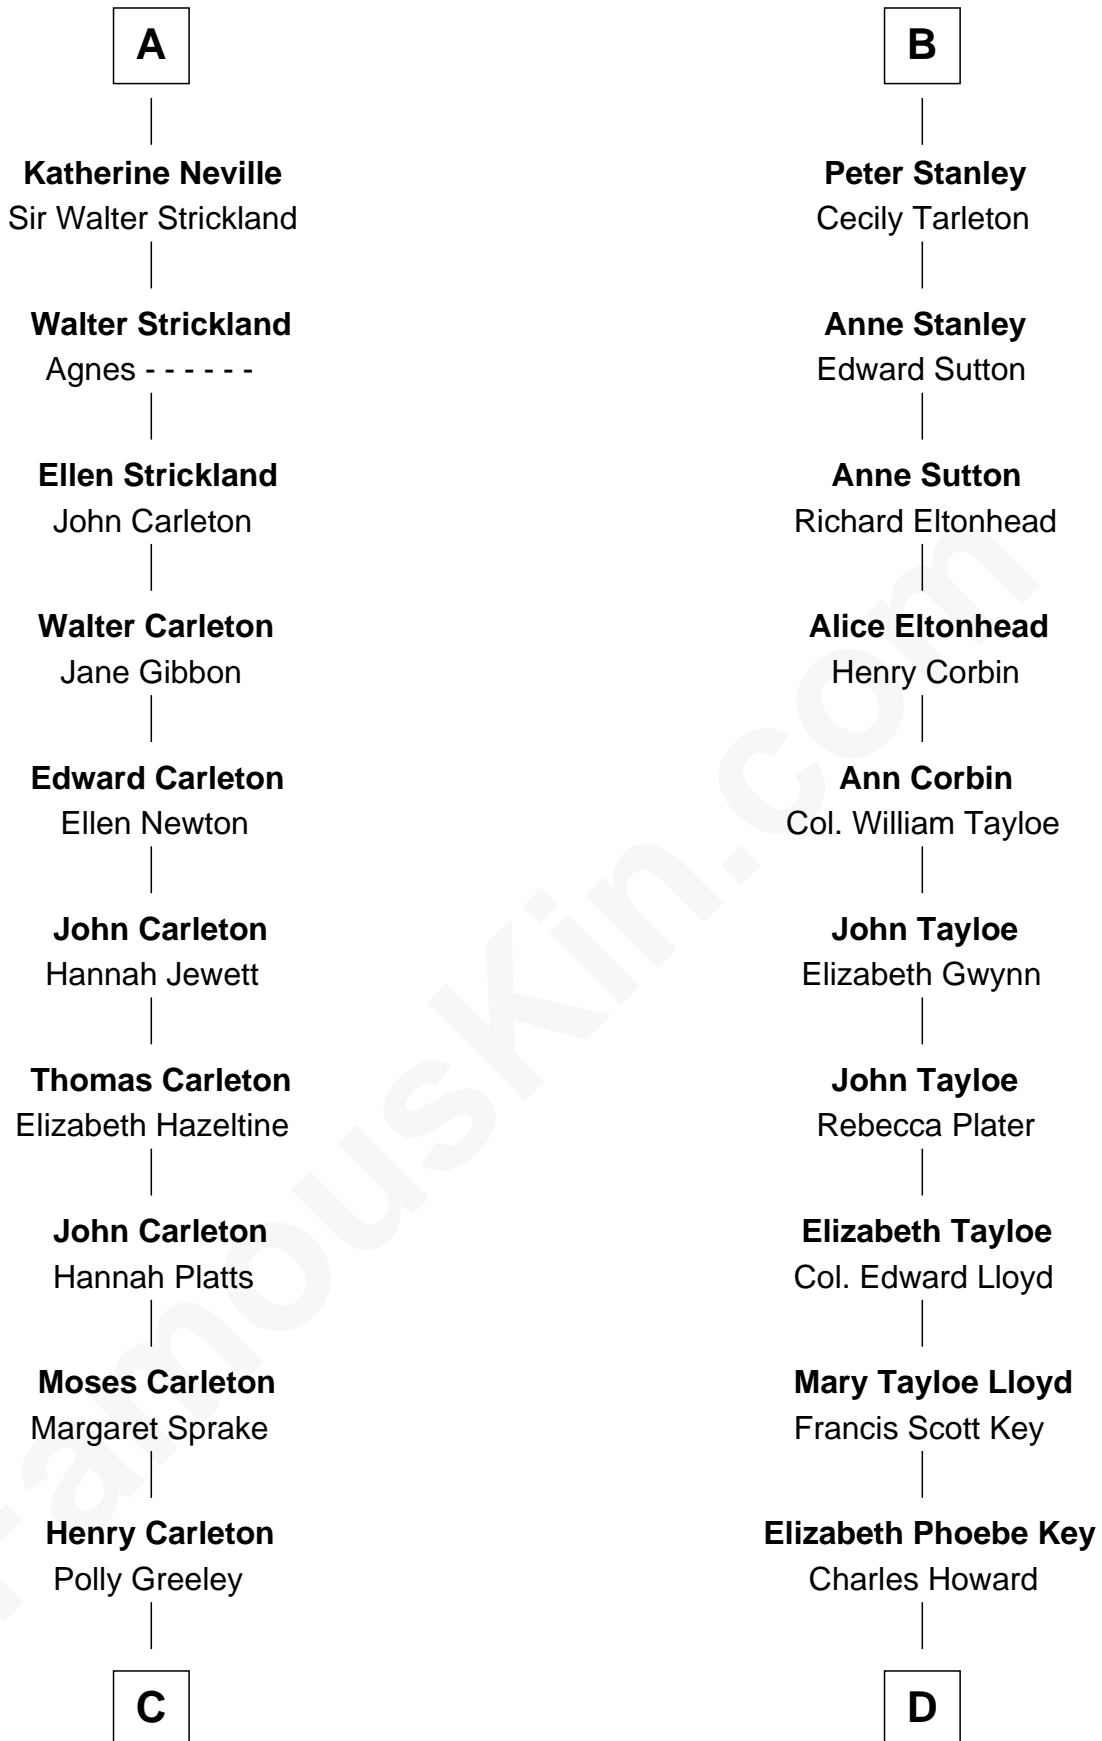 A
Katherine Neville
Sir Walter Strickland
Walter Strickland
Agnes - - - - - -
Ellen Strickland
John Carleton
Walter Carleton
Jane Gibbon
Edward Carleton
Ellen Newton
John Carleton
Hannah Jewett
Thomas Carleton
Elizabeth Hazeltine
John Carleton
Hannah Platts
Moses Carleton
Margaret Sprake
Henry Carleton
Polly Greeley
C
B
Peter Stanley
Cecily Tarleton
Anne Stanley
Edward Sutton
Anne Sutton
Richard Eltonhead
Alice Eltonhead
Henry Corbin
Ann Corbin
Col. William Tayloe
John Tayloe
Elizabeth Gwynn
John Tayloe
Rebecca Plater
Elizabeth Tayloe
Col. Edward Lloyd
Mary Tayloe Lloyd
Francis Scott Key
Elizabeth Phoebe Key
Charles Howard
D
FamousKin.com